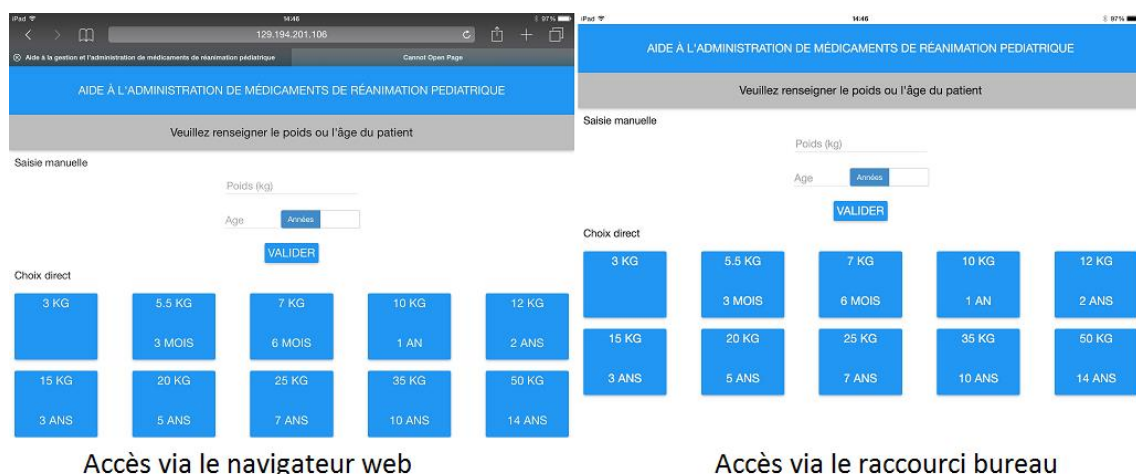 iPad 14:46 97%
129.194.201.106
Aide à la gestion et l'administration de médicaments de réanimation pédiatrique Cannot Open Page
AIDE À L'ADMINISTRATION DE MÉDICAMENTS DE RÉANIMATION PEDIATRIQUE
Veuillez renseigner le poids ou l'âge du patient
Saisie manuelle
Poids (kg)
Age Années
VALIDER
Choix direct
3 KG 5.5 KG 7 KG 10 KG 12 KG
3 MOIS 6 MOIS 1 AN 2 ANS
15 KG 20 KG 25 KG 35 KG 50 KG
3 ANS 5 ANS 7 ANS 10 ANS 14 ANS
Accès via le navigateur web
iPad 14:46 97%
AIDE À L'ADMINISTRATION DE MÉDICAMENTS DE RÉANIMATION PEDIATRIQUE
Veuillez renseigner le poids ou l'âge du patient
Saisie manuelle
Poids (kg)
Age Années
VALIDER
Choix direct
3 KG 5.5 KG 7 KG 10 KG 12 KG
3 MOIS 6 MOIS 1 AN 2 ANS
15 KG 20 KG 25 KG 35 KG 50 KG
3 ANS 5 ANS 7 ANS 10 ANS 14 ANS
Accès via le raccourci bureau